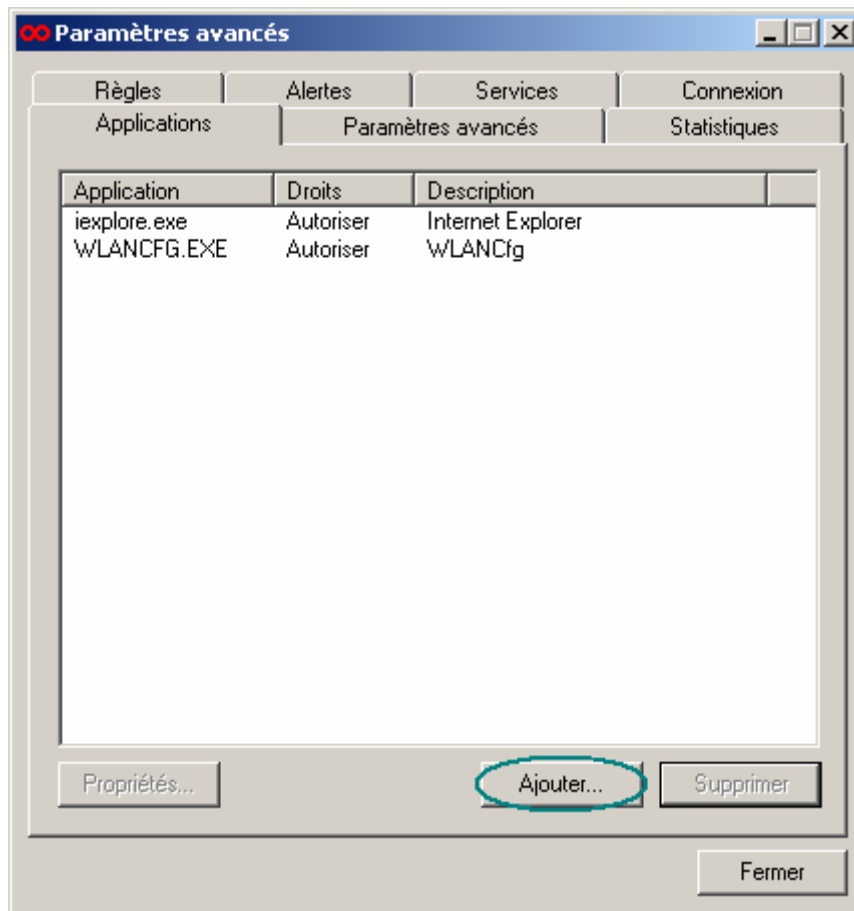 Paramètres avancés
Règles Alertes Services Connexion
Applications Paramètres avancés Statistiques
Application Droits Description
iexplore.exe Autoriser Internet Explorer
WLANCFG.EXE Autoriser WLANCfg
Propriétés... Ajouter... Supprimer
Fermer